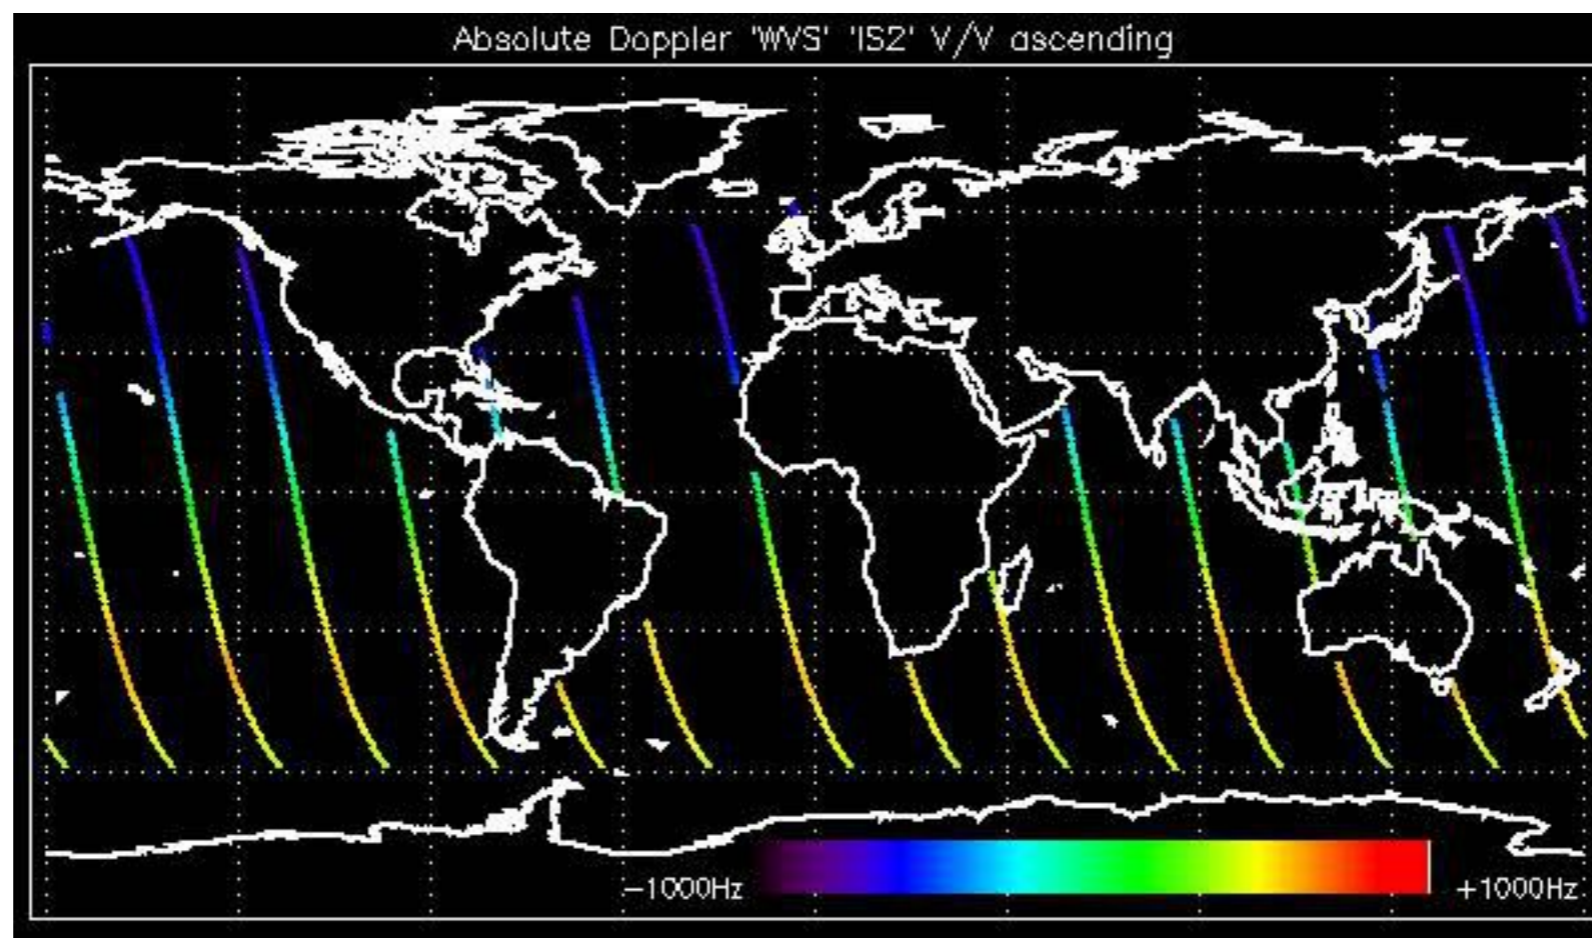 Absolute Doppler 'WVS' 'IS2' V/V ascending
−1000Hz +1000Hz